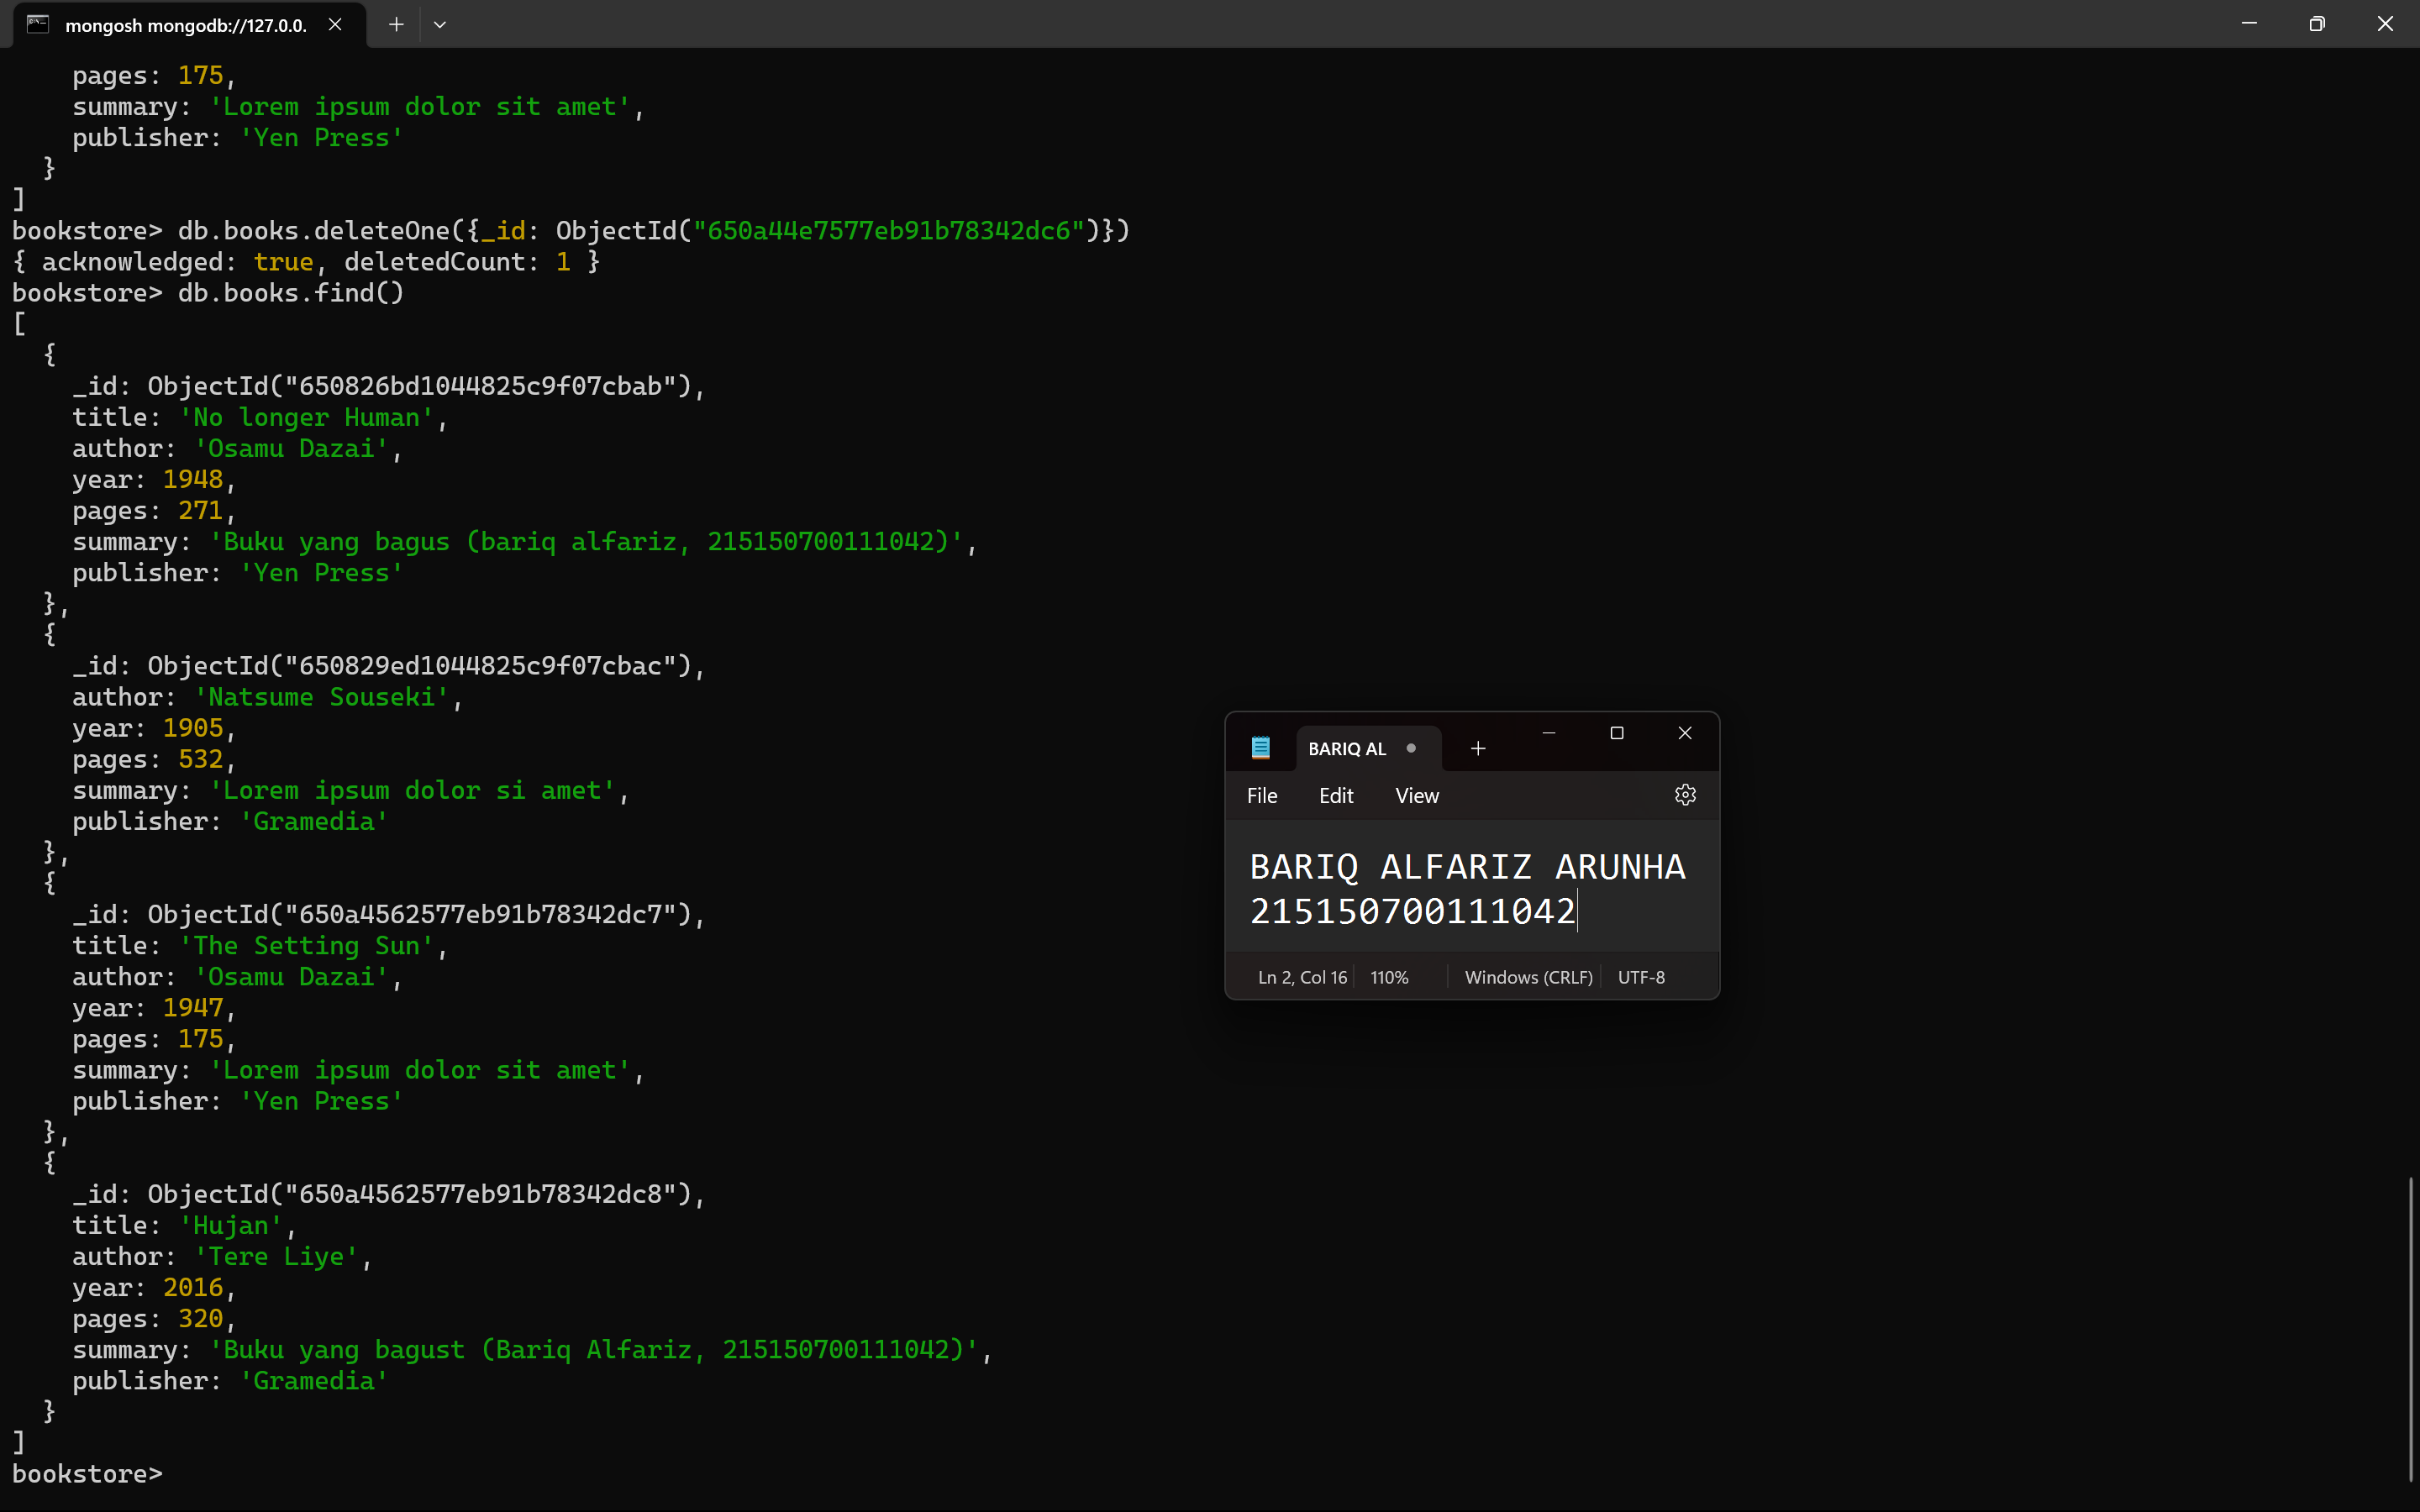 mongosh mongodb://127.0.0.
pages: 175,
summary: 'Lorem ipsum dolor sit amet',
publisher: 'Yen Press'
}
]
bookstore> db.books.deleteOne({_id: ObjectId("650a44e7577eb91b78342dc6")})
{ acknowledged: true, deletedCount: 1 }
bookstore> db.books.find()
[
{
_id: ObjectId("650826bd1044825c9f07cbab"),
title: 'No longer Human',
author: 'Osamu Dazai',
year: 1948,
pages: 271,
summary: 'Buku yang bagus (bariq alfariz, 215150700111042)',
publisher: 'Yen Press'
},
{
_id: ObjectId("650829ed1044825c9f07cbac"),
author: 'Natsume Souseki',
year: 1905,
pages: 532,
summary: 'Lorem ipsum dolor si amet',
publisher: 'Gramedia'
},
{
_id: ObjectId("650a4562577eb91b78342dc7"),
title: 'The Setting Sun',
author: 'Osamu Dazai',
year: 1947,
pages: 175,
summary: 'Lorem ipsum dolor sit amet',
publisher: 'Yen Press'
},
{
_id: ObjectId("650a4562577eb91b78342dc8"),
title: 'Hujan',
author: 'Tere Liye',
year: 2016,
pages: 320,
summary: 'Buku yang bagust (Bariq Alfariz, 215150700111042)',
publisher: 'Gramedia'
}
]
bookstore>
BARIQ AL
File Edit View
BARIQ ALFARIZ ARUNHA
215150700111042
Ln 2, Col 16 110% Windows (CRLF) UTF-8